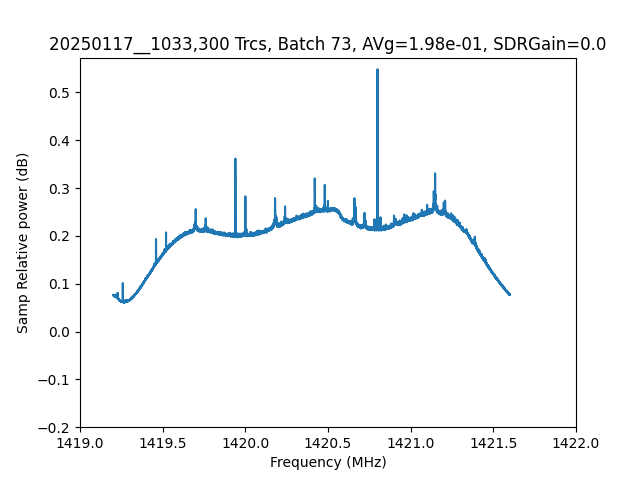 20250117__1033,300 Trcs, Batch 73, AVg=1.98e-01, SDRGain=0.0
Samp Relative power (dB)
0.5
0.4
0.3
0.2
0.1
0.0
−0.1
−0.2
1419.0 1419.5 1420.0 1420.5 1421.0 1421.5 1422.0
Frequency (MHz)